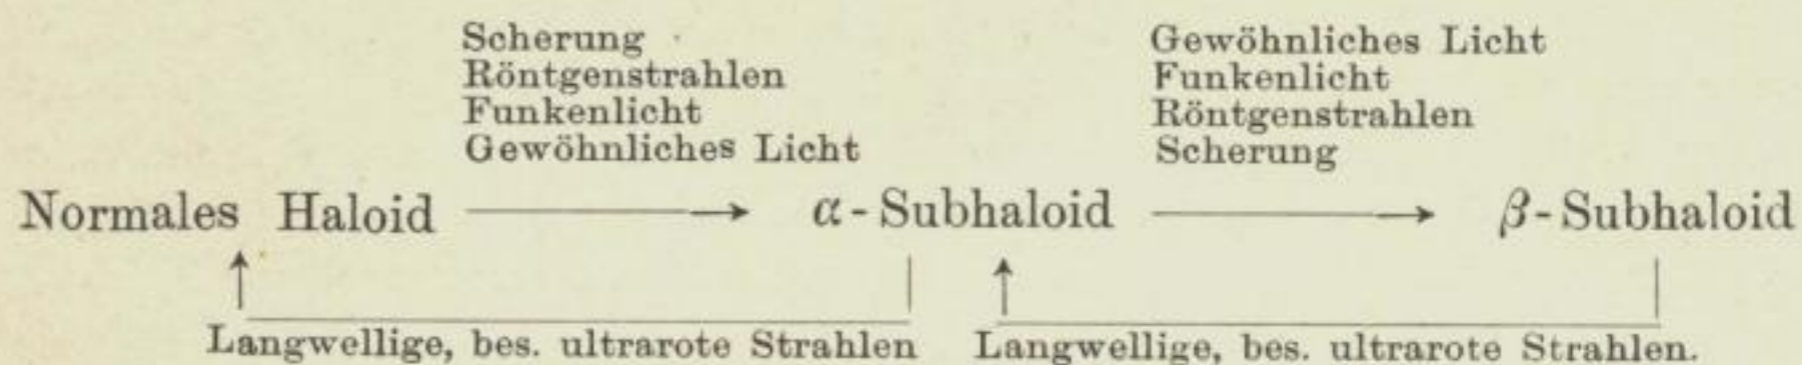 Scherung
Röntgenstrahlen
Funkenlicht
Gewöhnliches Licht
Gewöhnliches Licht
Funkenlicht
Röntgenstrahlen
Scherung
Normales Haloid → α-Subhaloid → β-Subhaloid
Langwellige, bes. ultrarote Strahlen Langwellige, bes. ultrarote Strahlen.